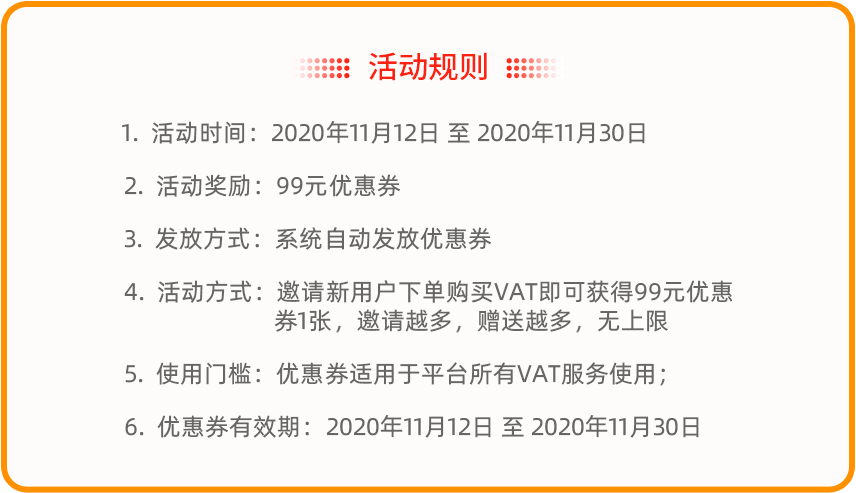 活动规则
1. 活动时间：2020年11月12日 至 2020年11月30日
2. 活动奖励：99元优惠券
3. 发放方式：系统自动发放优惠券
4. 活动方式：邀请新用户下单购买VAT即可获得99元优惠
券1张，邀请越多，赠送越多，无上限
5. 使用门槛：优惠券适用于平台所有VAT服务使用；
6. 优惠券有效期：2020年11月12日 至 2020年11月30日